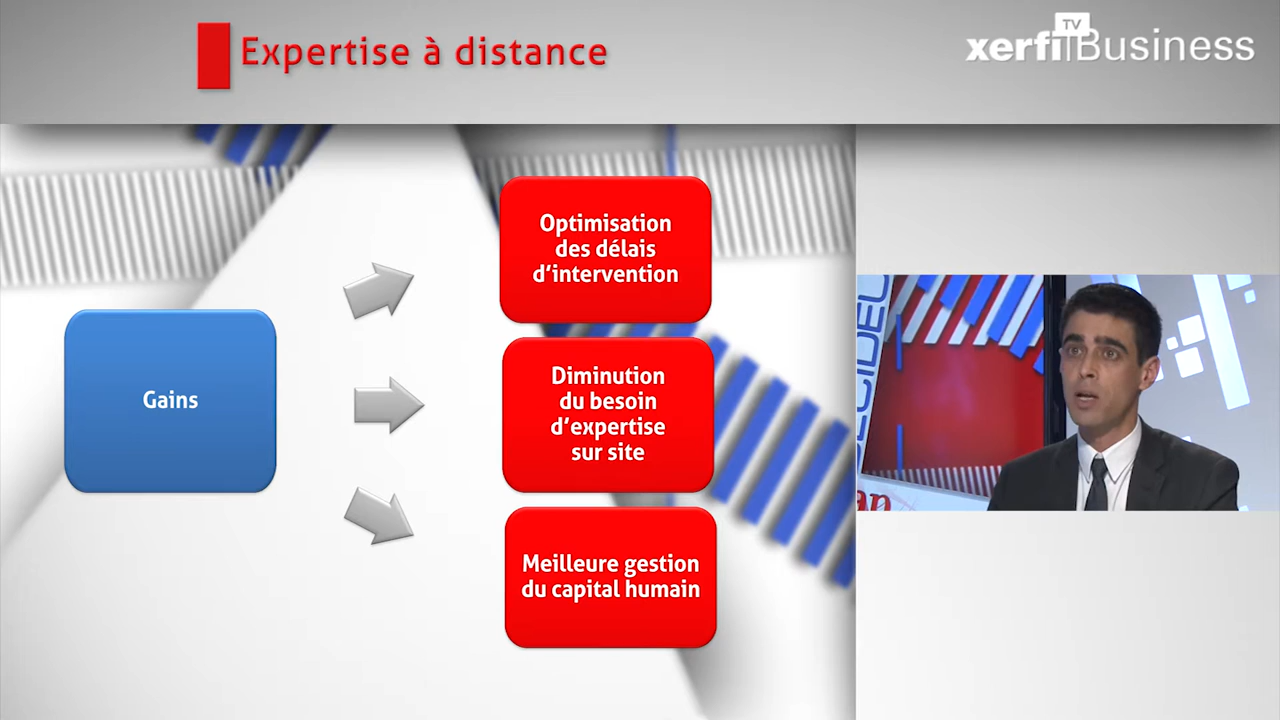 Expertise à distance
xerfi TV Business
Gains
Optimisation
des délais
d'intervention
Diminution
du besoin
d'expertise
sur site
Meilleure gestion
du capital humain